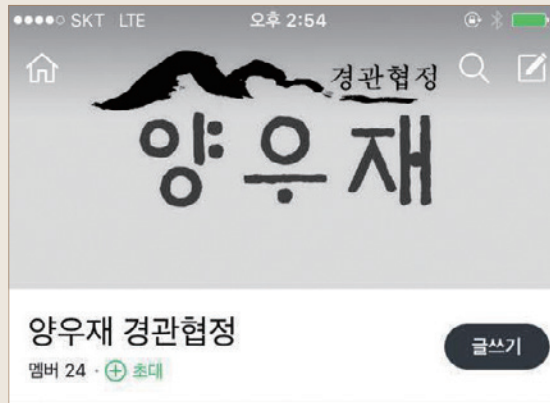 SKT LTE 오후 2:54
경관협정
양우재
양우재 경관협정
멤버 24 · 초대
글쓰기